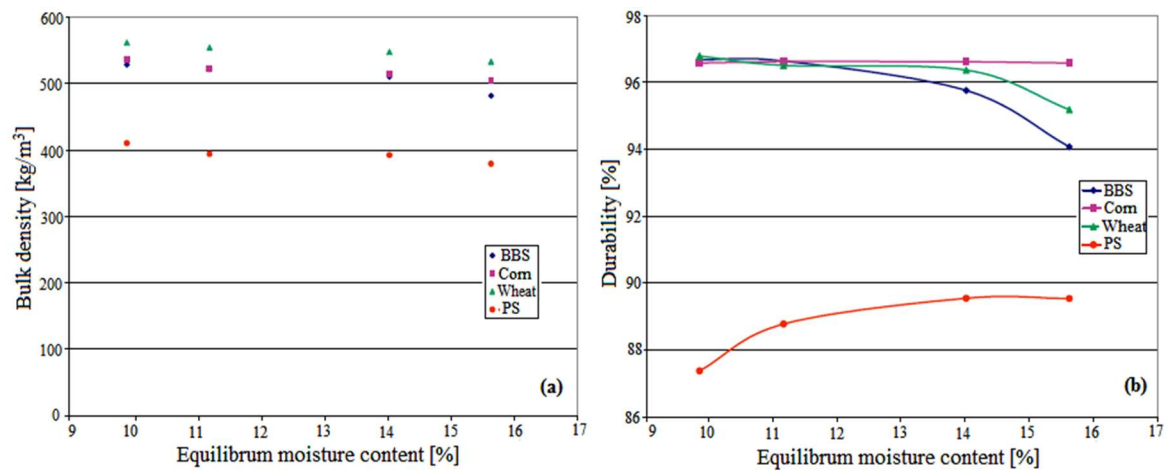 600
500
400
300
200
100
0
Bulk density [kg/m³]
BBS
Corn
Wheat
PS
(a)
9 10 11 12 13 14 15 16 17
Equilibrum moisture content [%]
98
96
94
92
90
88
86
Durability [%]
BBS
Corn
Wheat
PS
(b)
9 10 11 12 13 14 15 16 17
Equilibrum moisture content [%]